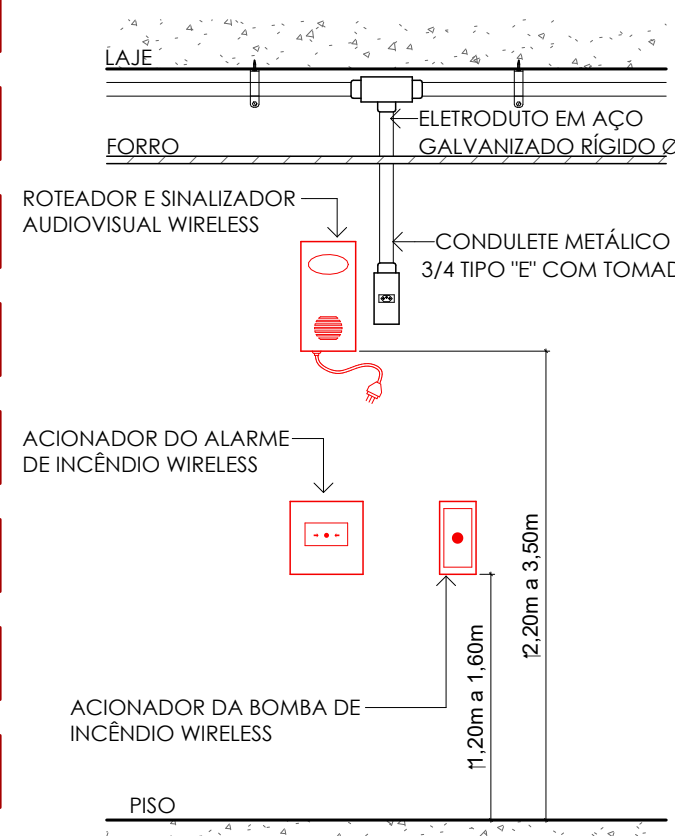 LAJE
ELETRODUTO EM AÇO
GALVANIZADO RÍGIDO Ø
FORRO
ROTEADOR E SINALIZADOR
AUDIOVISUAL WIRELESS
CONDULETE METÁLICO
3/4 TIPO "E" COM TOMAD
ACIONADOR DO ALARME
DE INCÊNDIO WIRELESS
2,20m a 3,50m
1,20m a 1,60m
ACIONADOR DA BOMBA DE
INCÊNDIO WIRELESS
PISO